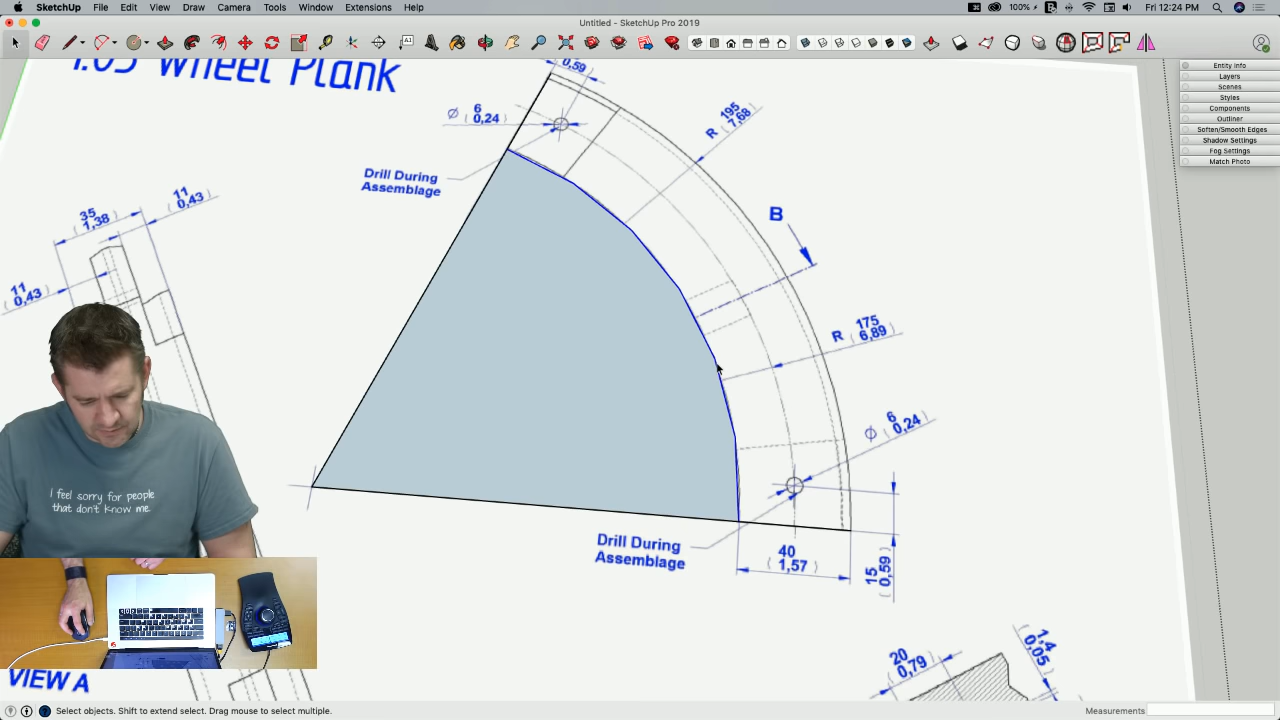 SketchUp File Edit View Draw Camera Tools Window Extensions Help
100% Fri 12:24 PM
Untitled - SketchUp Pro 2019
Entity Info
Layers
Scenes
Styles
Components
Outliner
Soften/Smooth Edges
Shadow Settings
Fog Settings
Match Photo
1.05 Wheel Plank
0,59
Ø 6
( 0,24 )
R 195
( 7,68 )
Drill During
Assemblage
35
( 1,38 )
11
( 0,43 )
11
( 0,43 )
B
R 175
( 6,89 )
Ø 6
( 0,24 )
Drill During
Assemblage
40
( 1,57 )
15
( 0,59 )
20
( 0,79
1,4
0,05
VIEW A
I feel sorry for people
that don't know me.
Select objects. Shift to extend select. Drag mouse to select multiple.
Measurements